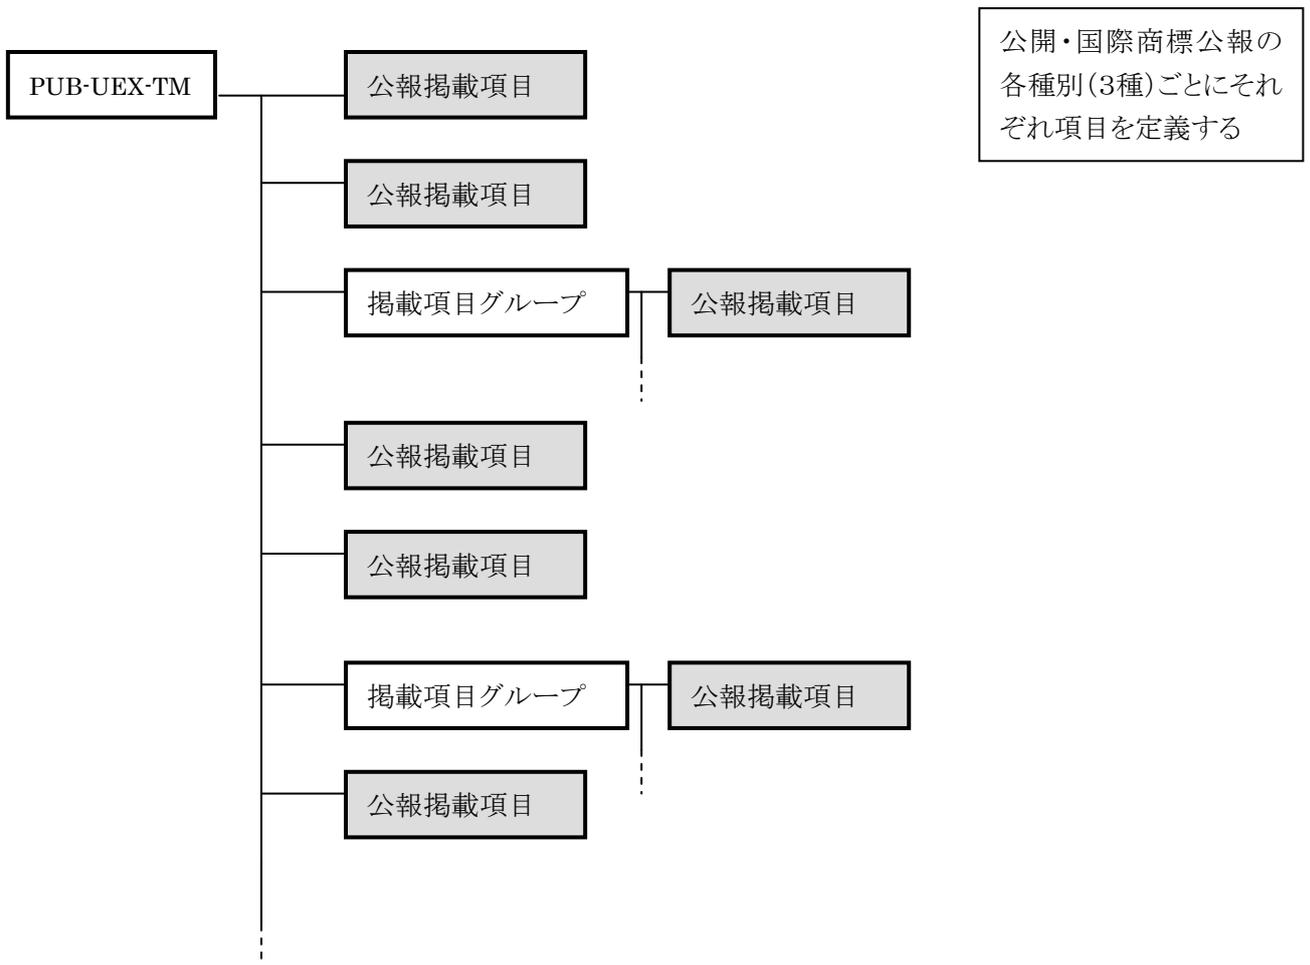 PUB-UEX-TM
公報掲載項目
公開・国際商標公報の
各種別（3種）ごとにそれ
ぞれ項目を定義する
公報掲載項目
掲載項目グループ
公報掲載項目
公報掲載項目
公報掲載項目
掲載項目グループ
公報掲載項目
公報掲載項目